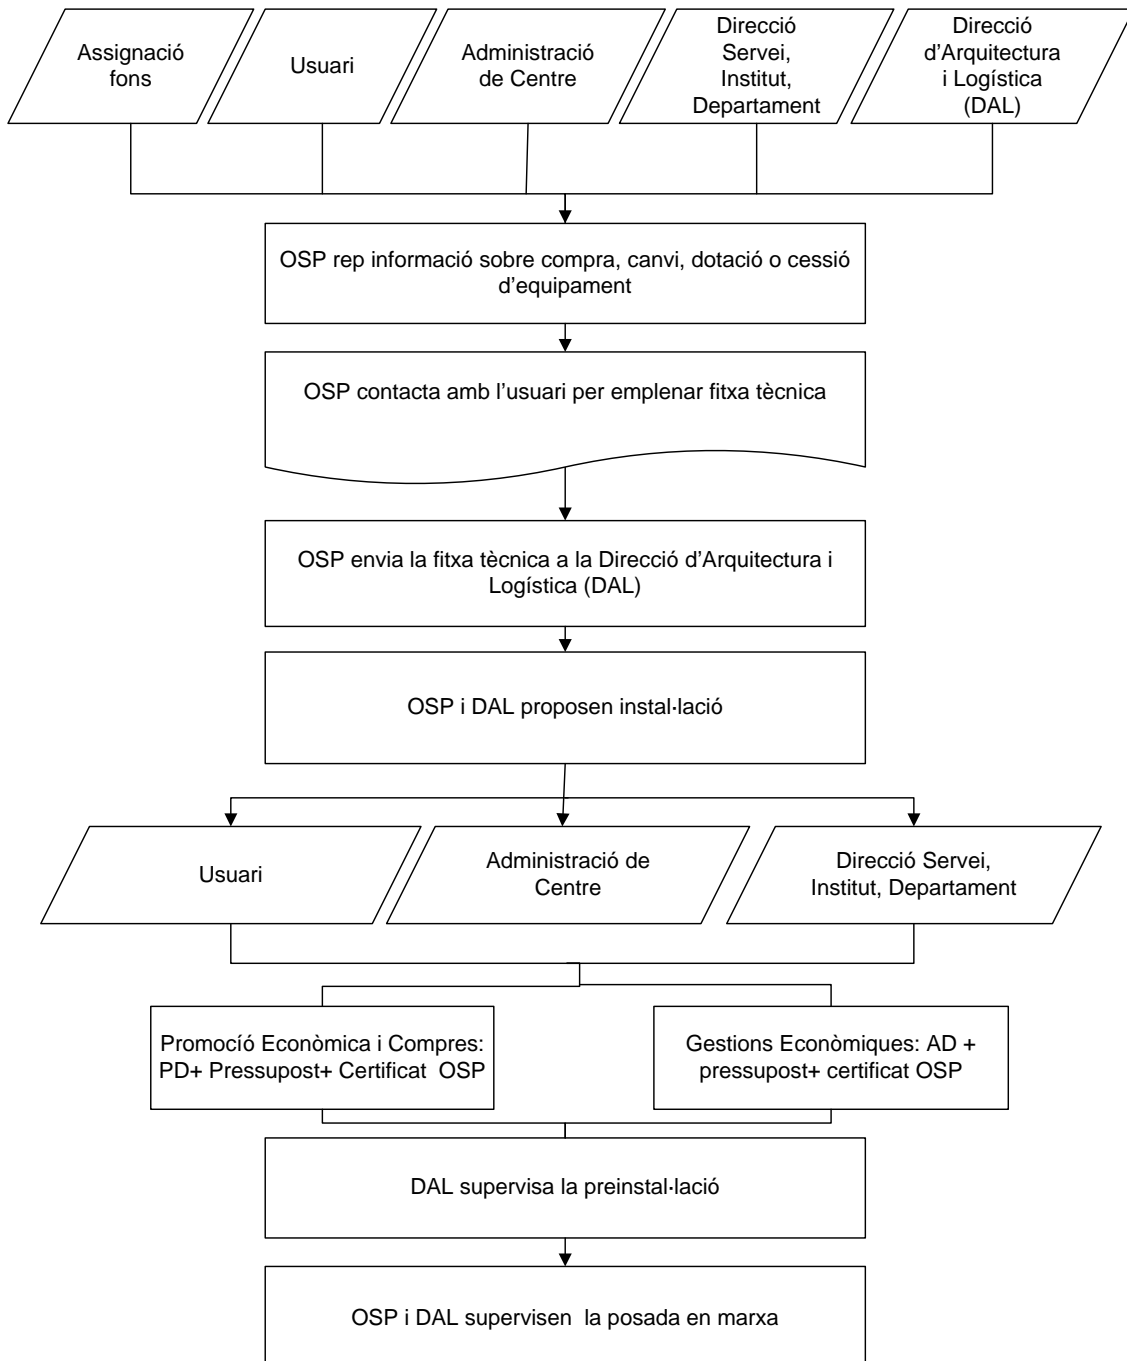 Assignació
fons
Usuari
Administració
de Centre
Direcció
Servei,
Institut,
Departament
Direcció
d’Arquitectura
i Logística
(DAL)
OSP rep informació sobre compra, canvi, dotació o cessió
d’equipament
OSP contacta amb l’usuari per emplenar fitxa tècnica
OSP envia la fitxa tècnica a la Direcció d’Arquitectura i
Logística (DAL)
OSP i DAL proposen instal·lació
Usuari
Administració de
Centre
Direcció Servei,
Institut, Departament
Promocíó Econòmica i Compres:
PD+ Pressupost+ Certificat OSP
Gestions Econòmiques: AD +
pressupost+ certificat OSP
DAL supervisa la preinstal·lació
OSP i DAL supervisen la posada en marxa